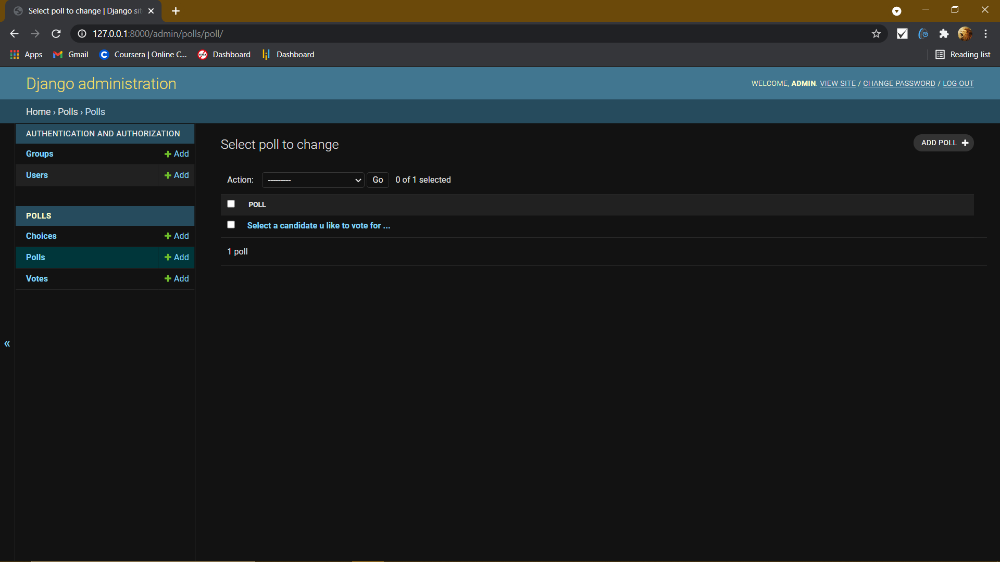 Select poll to change | Django sit
127.0.0.1:8000/admin/polls/poll/
Apps Gmail Coursera | Online C... Dashboard Dashboard Reading list
Django administration
WELCOME, ADMIN. VIEW SITE / CHANGE PASSWORD / LOG OUT
Home › Polls › Polls
AUTHENTICATION AND AUTHORIZATION
Groups + Add
Users + Add
POLLS
Choices + Add
Polls + Add
Votes + Add
«
Select poll to change
ADD POLL +
Action: --------- Go 0 of 1 selected
POLL
Select a candidate u like to vote for ...
1 poll